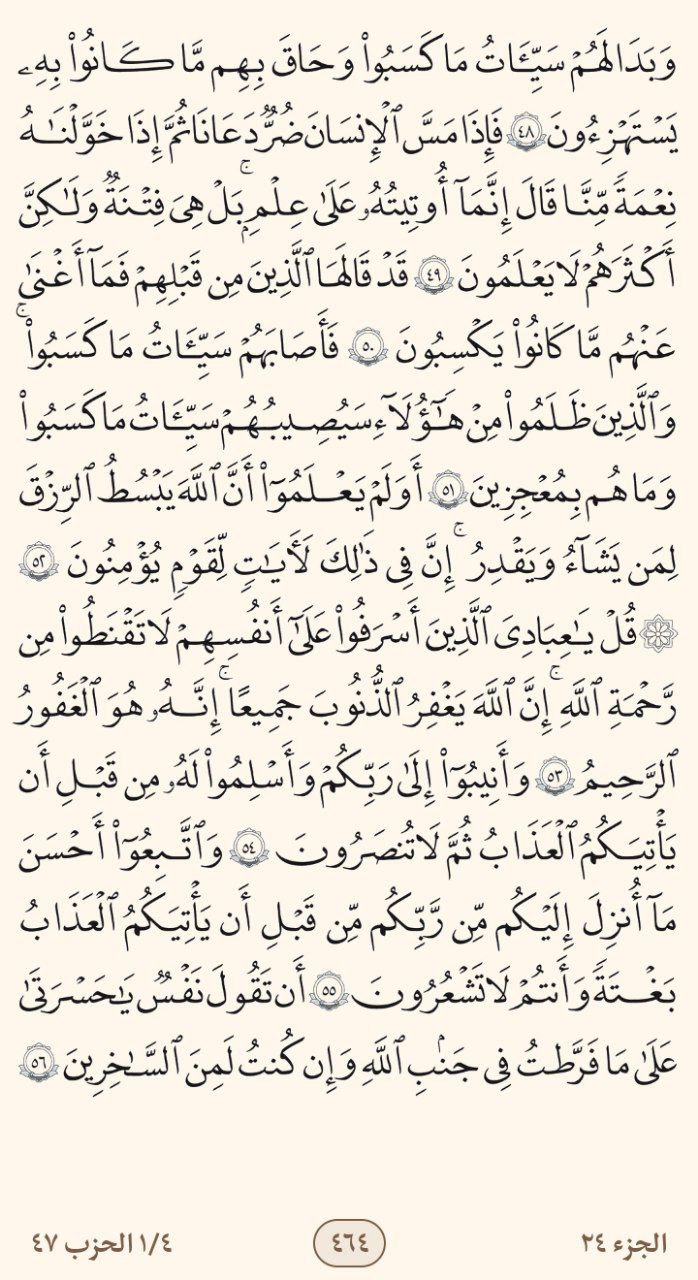 وَبَدَا لَهُمْ سَيِّـَٔاتُ مَا كَسَبُوا۟ وَحَاقَ بِهِم مَّا كَانُوا۟ بِهِۦ
يَسْتَهْزِءُونَ ٤٨ فَإِذَا مَسَّ ٱلْإِنسَـٰنَ ضُرٌّ دَعَانَا ثُمَّ إِذَا خَوَّلْنَـٰهُ
نِعْمَةً مِّنَّا قَالَ إِنَّمَآ أُوتِيتُهُۥ عَلَىٰ عِلْمٍۭ ۚ بَلْ هِىَ فِتْنَةٌ وَلَـٰكِنَّ
أَكْثَرَهُمْ لَا يَعْلَمُونَ ٤٩ قَدْ قَالَهَا ٱلَّذِينَ مِن قَبْلِهِمْ فَمَآ أَغْنَىٰ
عَنْهُم مَّا كَانُوا۟ يَكْسِبُونَ ٥٠ فَأَصَابَهُمْ سَيِّـَٔاتُ مَا كَسَبُوا۟ ۚ
وَٱلَّذِينَ ظَلَمُوا۟ مِنْ هَـٰٓؤُلَآءِ سَيُصِيبُهُمْ سَيِّـَٔاتُ مَا كَسَبُوا۟
وَمَا هُم بِمُعْجِزِينَ ٥١ أَوَلَمْ يَعْلَمُوٓا۟ أَنَّ ٱللَّهَ يَبْسُطُ ٱلرِّزْقَ
لِمَن يَشَآءُ وَيَقْدِرُ ۚ إِنَّ فِى ذَٰلِكَ لَـَٔايَـٰتٍ لِّقَوْمٍ يُؤْمِنُونَ ٥٢
۞ قُلْ يَـٰعِبَادِىَ ٱلَّذِينَ أَسْرَفُوا۟ عَلَىٰٓ أَنفُسِهِمْ لَا تَقْنَطُوا۟ مِن
رَّحْمَةِ ٱللَّهِ ۚ إِنَّ ٱللَّهَ يَغْفِرُ ٱلذُّنُوبَ جَمِيعًا ۚ إِنَّهُۥ هُوَ ٱلْغَفُورُ
ٱلرَّحِيمُ ٥٣ وَأَنِيبُوٓا۟ إِلَىٰ رَبِّكُمْ وَأَسْلِمُوا۟ لَهُۥ مِن قَبْلِ أَن
يَأْتِيَكُمُ ٱلْعَذَابُ ثُمَّ لَا تُنصَرُونَ ٥٤ وَٱتَّبِعُوٓا۟ أَحْسَنَ
مَآ أُنزِلَ إِلَيْكُم مِّن رَّبِّكُم مِّن قَبْلِ أَن يَأْتِيَكُمُ ٱلْعَذَابُ
بَغْتَةً وَأَنتُمْ لَا تَشْعُرُونَ ٥٥ أَن تَقُولَ نَفْسٌ يَـٰحَسْرَتَىٰ
عَلَىٰ مَا فَرَّطتُ فِى جَنۢبِ ٱللَّهِ وَإِن كُنتُ لَمِنَ ٱلسَّـٰخِرِينَ ٥٦
الجزء ٢٤ ٤٦٤ ١/٤ الحزب ٤٧